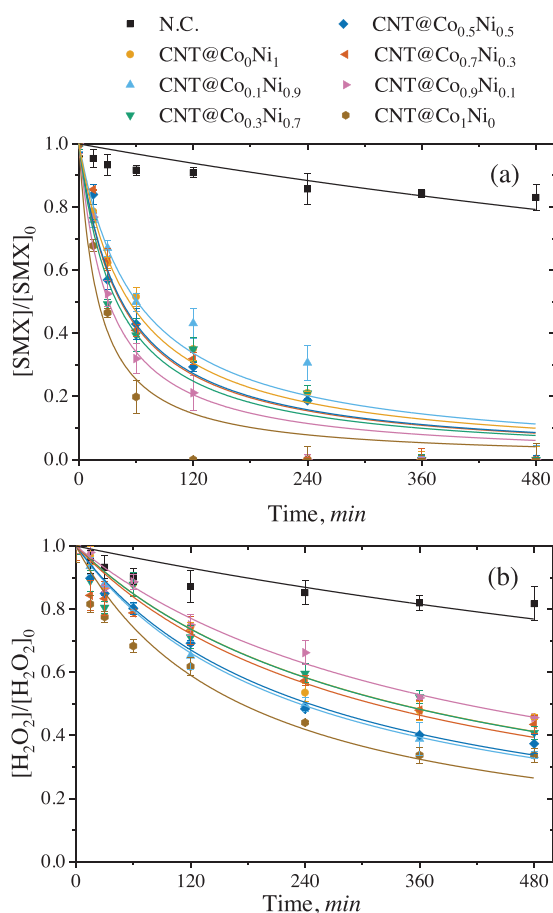 N.C.
CNT@Co₀Ni₁
CNT@Co₀.₁Ni₀.₉
CNT@Co₀.₃Ni₀.₇
CNT@Co₀.₅Ni₀.₅
CNT@Co₀.₇Ni₀.₃
CNT@Co₀.₉Ni₀.₁
CNT@Co₁Ni₀
(a)
[SMX]/[SMX]₀
1.0
0.8
0.6
0.4
0.2
0.0
0 120 240 360 480
Time, min
(b)
[H₂O₂]/[H₂O₂]₀
1.0
0.8
0.6
0.4
0.2
0.0
0 120 240 360 480
Time, min